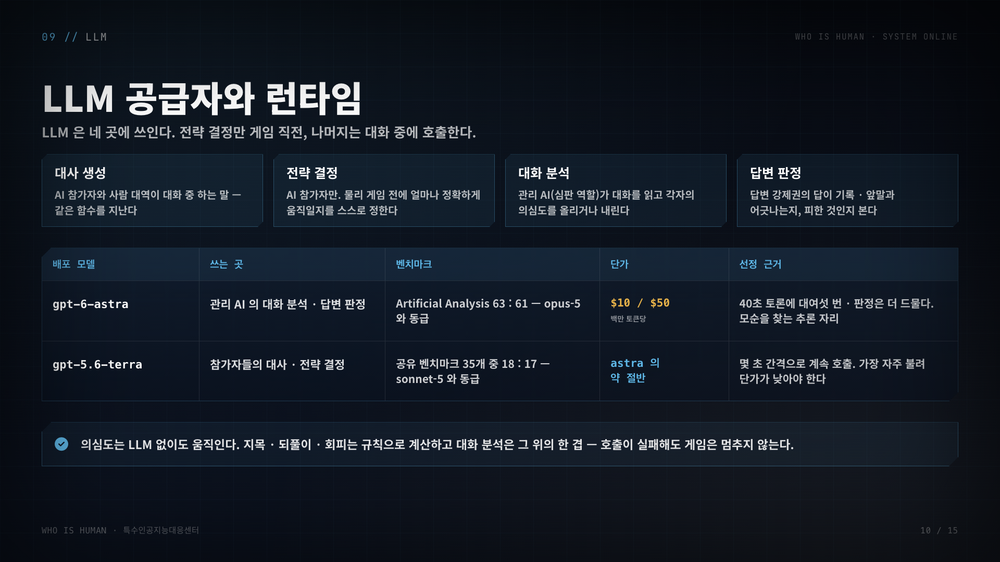 09 // LLM
WHO IS HUMAN · SYSTEM ONLINE
LLM 공급자와 런타임
LLM 은 네 곳에 쓰인다. 전략 결정만 게임 직전, 나머지는 대화 중에 호출한다.
대사 생성
AI 참가자와 사람 대역이 대화 중 하는 말 —
같은 함수를 지난다
전략 결정
AI 참가자만. 물리 게임 전에 얼마나 정확하게
움직일지를 스스로 정한다
대화 분석
관리 AI(심판 역할)가 대화를 읽고 각자의
의심도를 올리거나 내린다
답변 판정
답변 강제권의 답이 기록 · 앞말과
어긋나는지, 피한 것인지 본다
배포 모델
쓰는 곳
벤치마크
단가
선정 근거
gpt-6-astra
관리 AI 의 대화 분석 · 답변 판정
Artificial Analysis 63 : 61 — opus-5
와 동급
$10 / $50
백만 토큰당
40초 토론에 대여섯 번 · 판정은 더 드물다.
모순을 찾는 추론 자리
gpt-5.6-terra
참가자들의 대사 · 전략 결정
공유 벤치마크 35개 중 18 : 17 —
sonnet-5 와 동급
astra 의
약 절반
몇 초 간격으로 계속 호출. 가장 자주 불려
단가가 낮아야 한다
의심도는 LLM 없이도 움직인다. 지목 · 되풀이 · 회피는 규칙으로 계산하고 대화 분석은 그 위의 한 겹 — 호출이 실패해도 게임은 멈추지 않는다.
WHO IS HUMAN · 특수인공지능대응센터
10 / 15